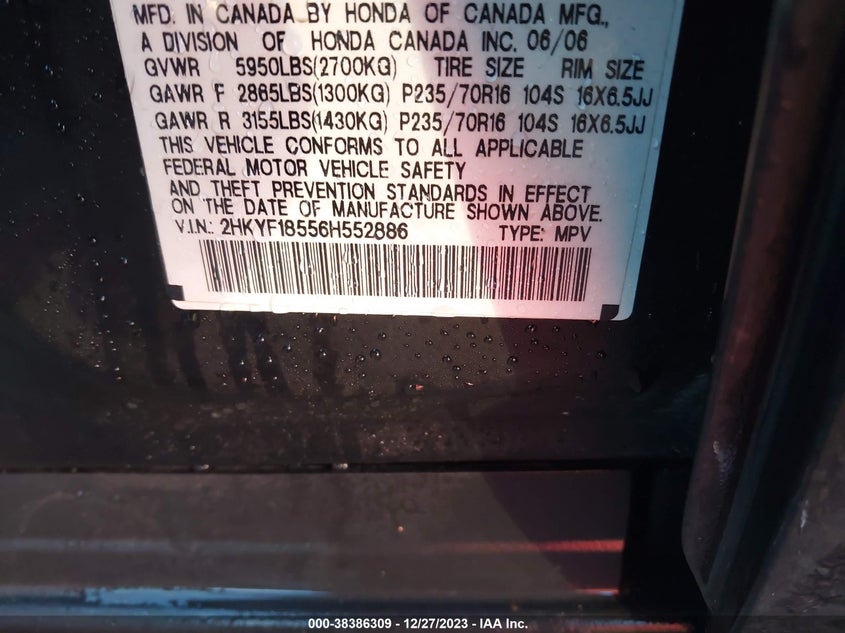 MFD. IN CANADA BY HONDA OF CANADA MFG.,
A DIVISION OF HONDA CANADA INC. 06/06
GVWR 5950LBS(2700KG) TIRE SIZE RIM SIZE
GAWR F 2865LBS(1300KG) P235/70R16 104S 16X6.5JJ
GAWR R 3155LBS(1430KG) P235/70R16 104S 16X6.5JJ
THIS VEHICLE CONFORMS TO ALL APPLICABLE
FEDERAL MOTOR VEHICLE SAFETY
AND THEFT PREVENTION STANDARDS IN EFFECT
ON THE DATE OF MANUFACTURE SHOWN ABOVE.
V.I.N.: 2HKYF18556H552886 TYPE: MPV
000-38386309 - 12/27/2023 - IAA Inc.